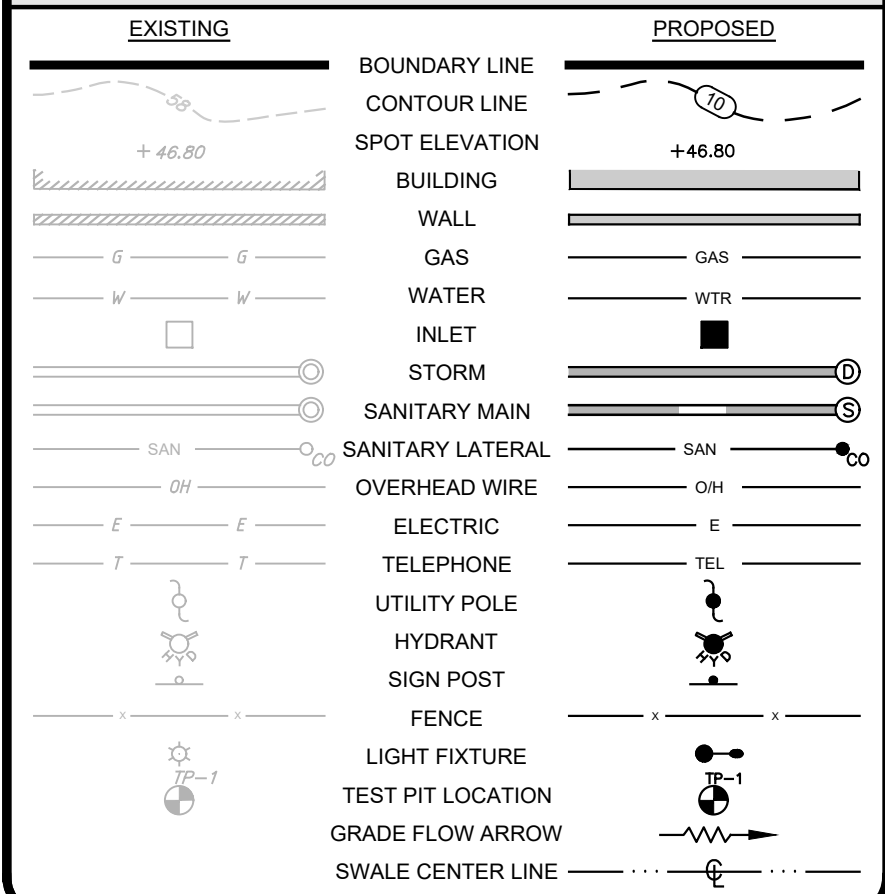 EXISTING PROPOSED
BOUNDARY LINE
58 CONTOUR LINE 10
+ 46.80 SPOT ELEVATION +46.80
BUILDING
WALL
G G GAS GAS
W W WATER WTR
INLET
STORM D
SANITARY MAIN S
SAN CO SANITARY LATERAL SAN CO
OH OVERHEAD WIRE O/H
E E ELECTRIC E
T T TELEPHONE TEL
UTILITY POLE
HYD HYDRANT HYD
SIGN POST
x x FENCE x x
LIGHT FIXTURE
TP-1 TEST PIT LOCATION TP-1
GRADE FLOW ARROW
SWALE CENTER LINE ℄